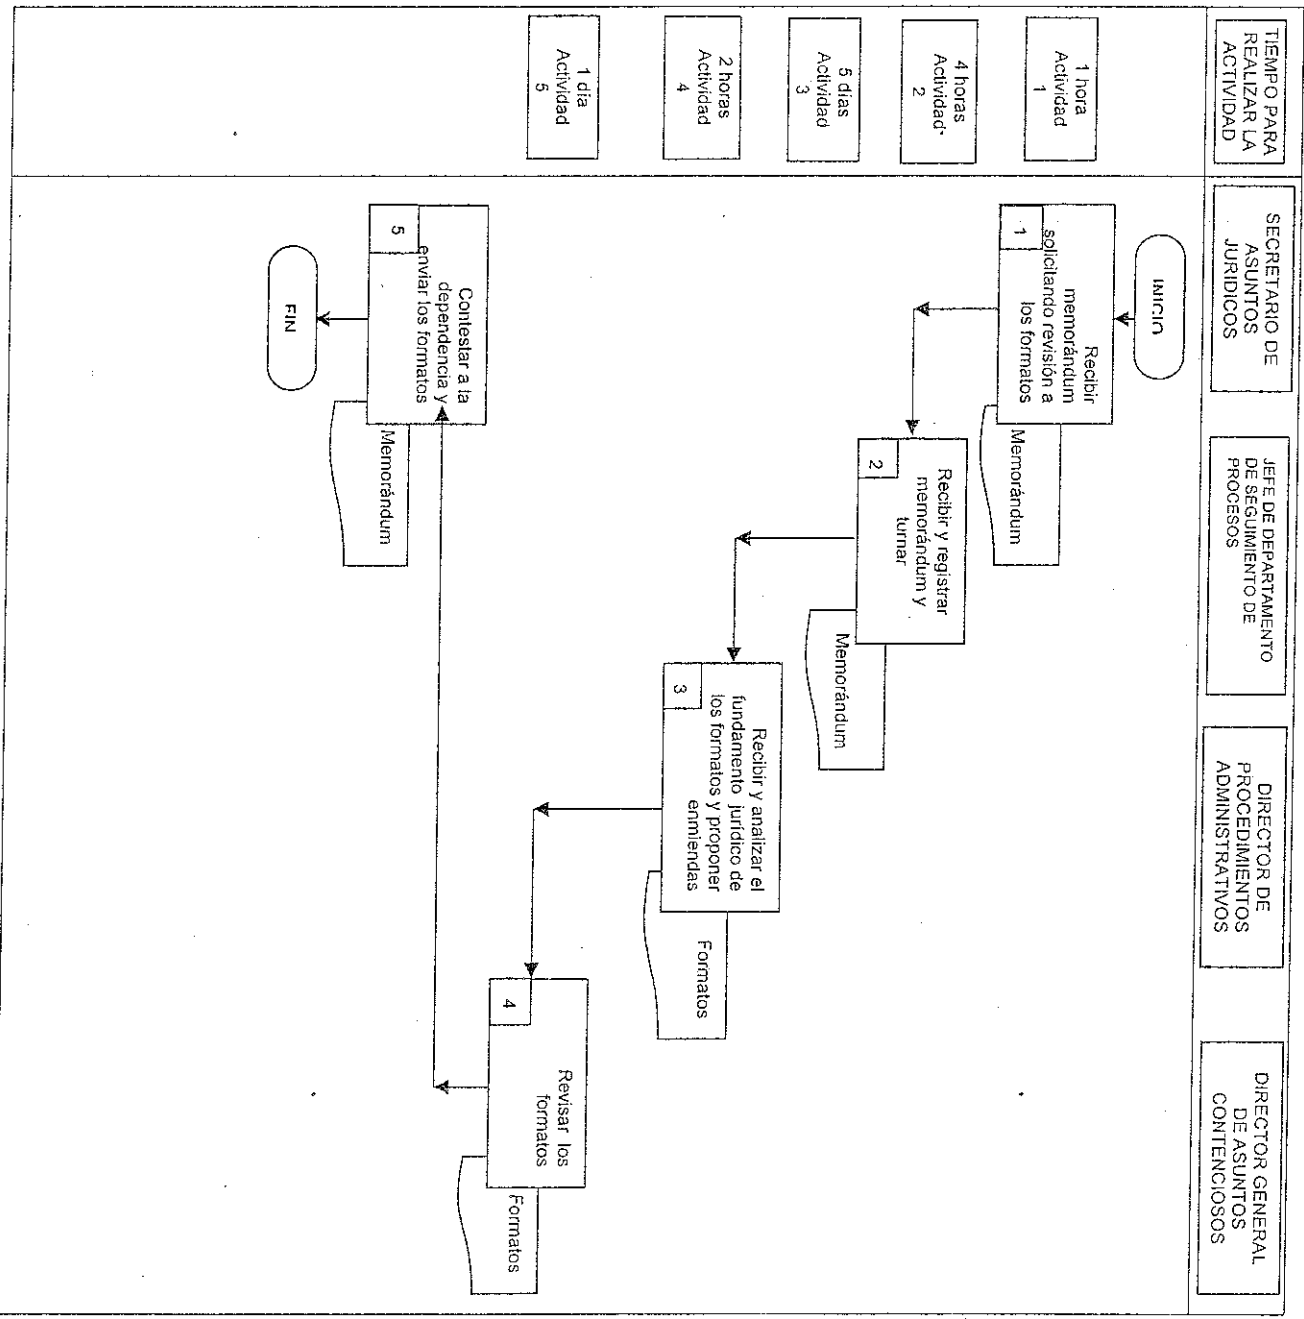 TIEMPO PARA
REALIZAR LA
ACTIVIDAD
SECRETARIO DE
ASUNTOS
JURIDICOS
JEFE DE DEPARTAMENTO
DE SEGUIMIENTO DE
PROCESOS
DIRECTOR DE
PROCEDIMIENTOS
ADMINISTRATIVOS
DIRECTOR GENERAL
DE ASUNTOS
CONTENCIOSOS
INICIO
1 hora
Actividad
1
Recibir
memorándum
solicitando revisión a
los formatos
1
Memorándum
4 horas
Actividad
2
Recibir y registrar
memorándum y
turnar
2
Memorándum
5 días
Actividad
3
Recibir y analizar el
fundamento jurídico de
los formatos y proponer
enmiendas
3
Formatos
2 horas
Actividad
4
Revisar los
formatos
4
Formatos
1 día
Actividad
5
Contestar a la
dependencia y
enviar los formatos
5
Memorándum
FIN